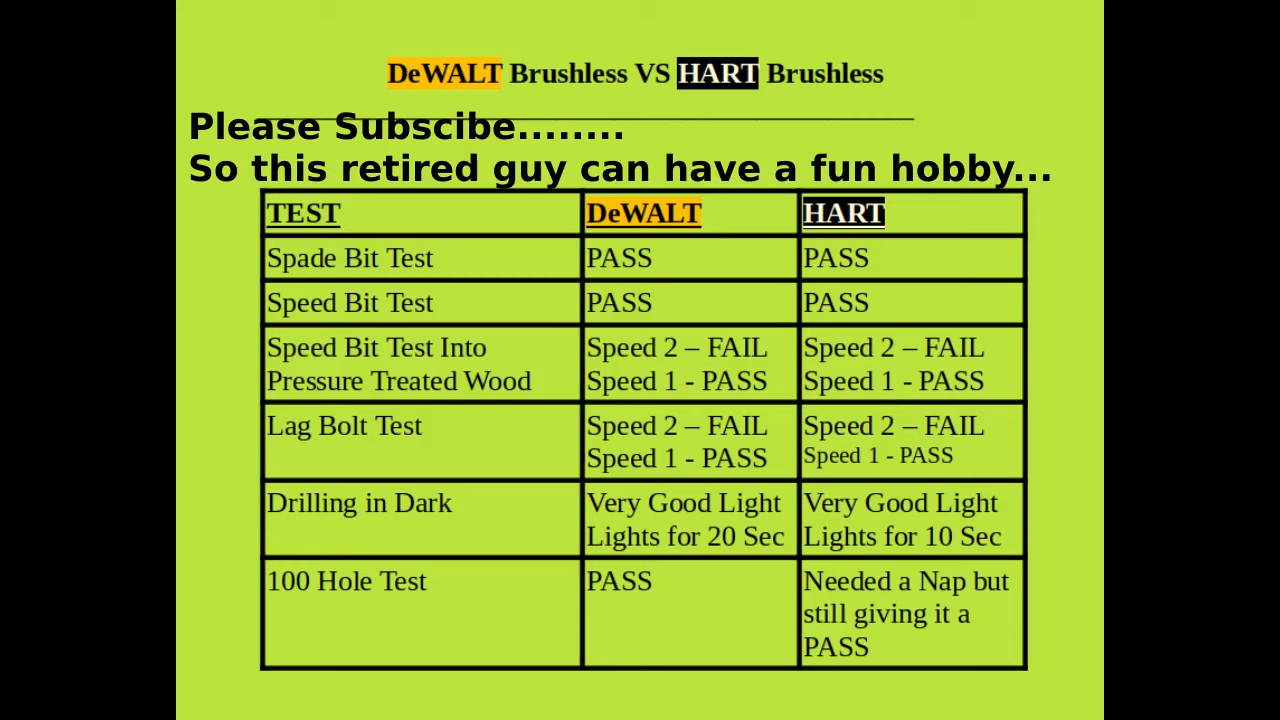 DeWALT Brushless VS HART Brushless
Please Subscibe........
So this retired guy can have a fun hobby...
TEST DeWALT HART
Spade Bit Test PASS PASS
Speed Bit Test PASS PASS
Speed Bit Test Into Speed 2 – FAIL Speed 2 – FAIL
Pressure Treated Wood Speed 1 - PASS Speed 1 - PASS
Lag Bolt Test Speed 2 – FAIL Speed 2 – FAIL
Speed 1 - PASS Speed 1 - PASS
Drilling in Dark Very Good Light Very Good Light
Lights for 20 Sec Lights for 10 Sec
100 Hole Test PASS Needed a Nap but
still giving it a
PASS